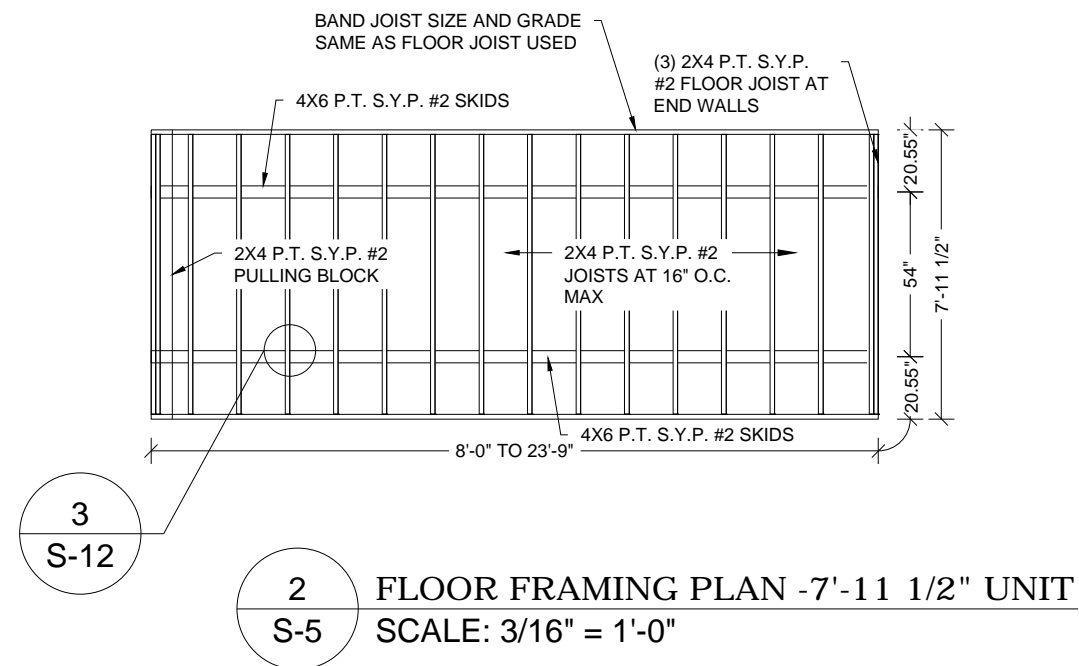 BAND JOIST SIZE AND GRADE
SAME AS FLOOR JOIST USED
(3) 2X4 P.T. S.Y.P.
#2 FLOOR JOIST AT
END WALLS
4X6 P.T. S.Y.P. #2 SKIDS
20.55"
2X4 P.T. S.Y.P. #2
PULLING BLOCK
2X4 P.T. S.Y.P. #2
JOISTS AT 16" O.C.
MAX
54"
7'-11 1/2"
20.55"
4X6 P.T. S.Y.P. #2 SKIDS
8'-0" TO 23'-9"
3
S-12
2
S-5
FLOOR FRAMING PLAN -7'-11 1/2" UNIT
SCALE: 3/16" = 1'-0"